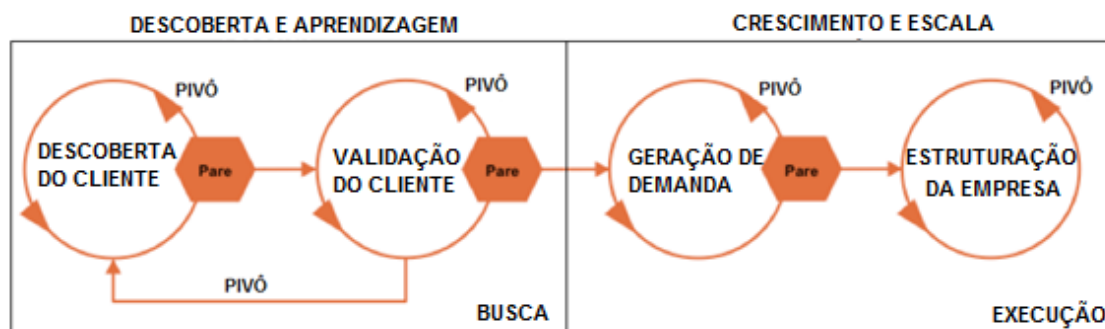 DESCOBERTA E APRENDIZAGEM
CRESCIMENTO E ESCALA
PIVÔ
DESCOBERTA
DO CLIENTE
Pare
PIVÔ
VALIDAÇÃO
DO CLIENTE
Pare
PIVÔ
BUSCA
PIVÔ
GERAÇÃO DE
DEMANDA
Pare
PIVÔ
ESTRUTURAÇÃO
DA EMPRESA
EXECUÇÃO